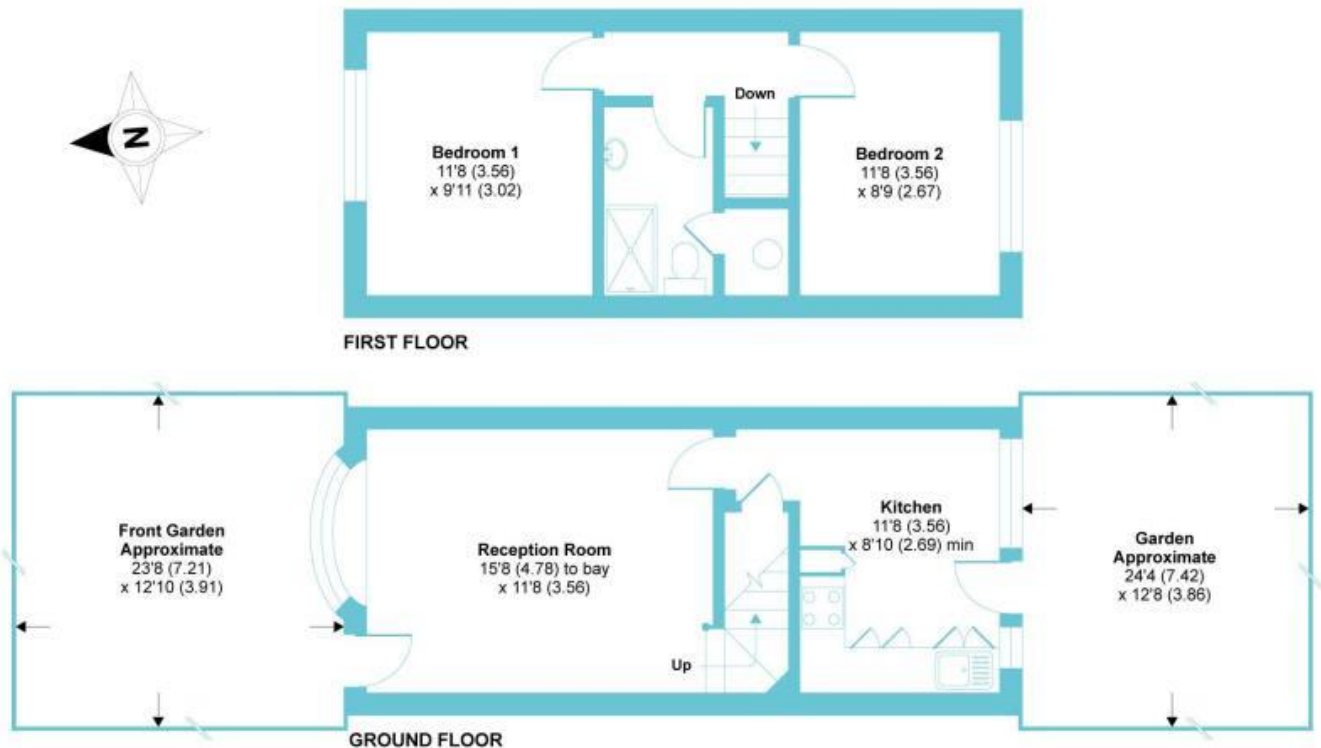 N
Bedroom 1
11'8 (3.56)
x 9'11 (3.02)
Down
Bedroom 2
11'8 (3.56)
x 8'9 (2.67)
FIRST FLOOR
Front Garden
Approximate
23'8 (7.21)
x 12'10 (3.91)
Reception Room
15'8 (4.78) to bay
x 11'8 (3.56)
Up
Kitchen
11'8 (3.56)
x 8'10 (2.69) min
Garden
Approximate
24'4 (7.42)
x 12'8 (3.86)
GROUND FLOOR